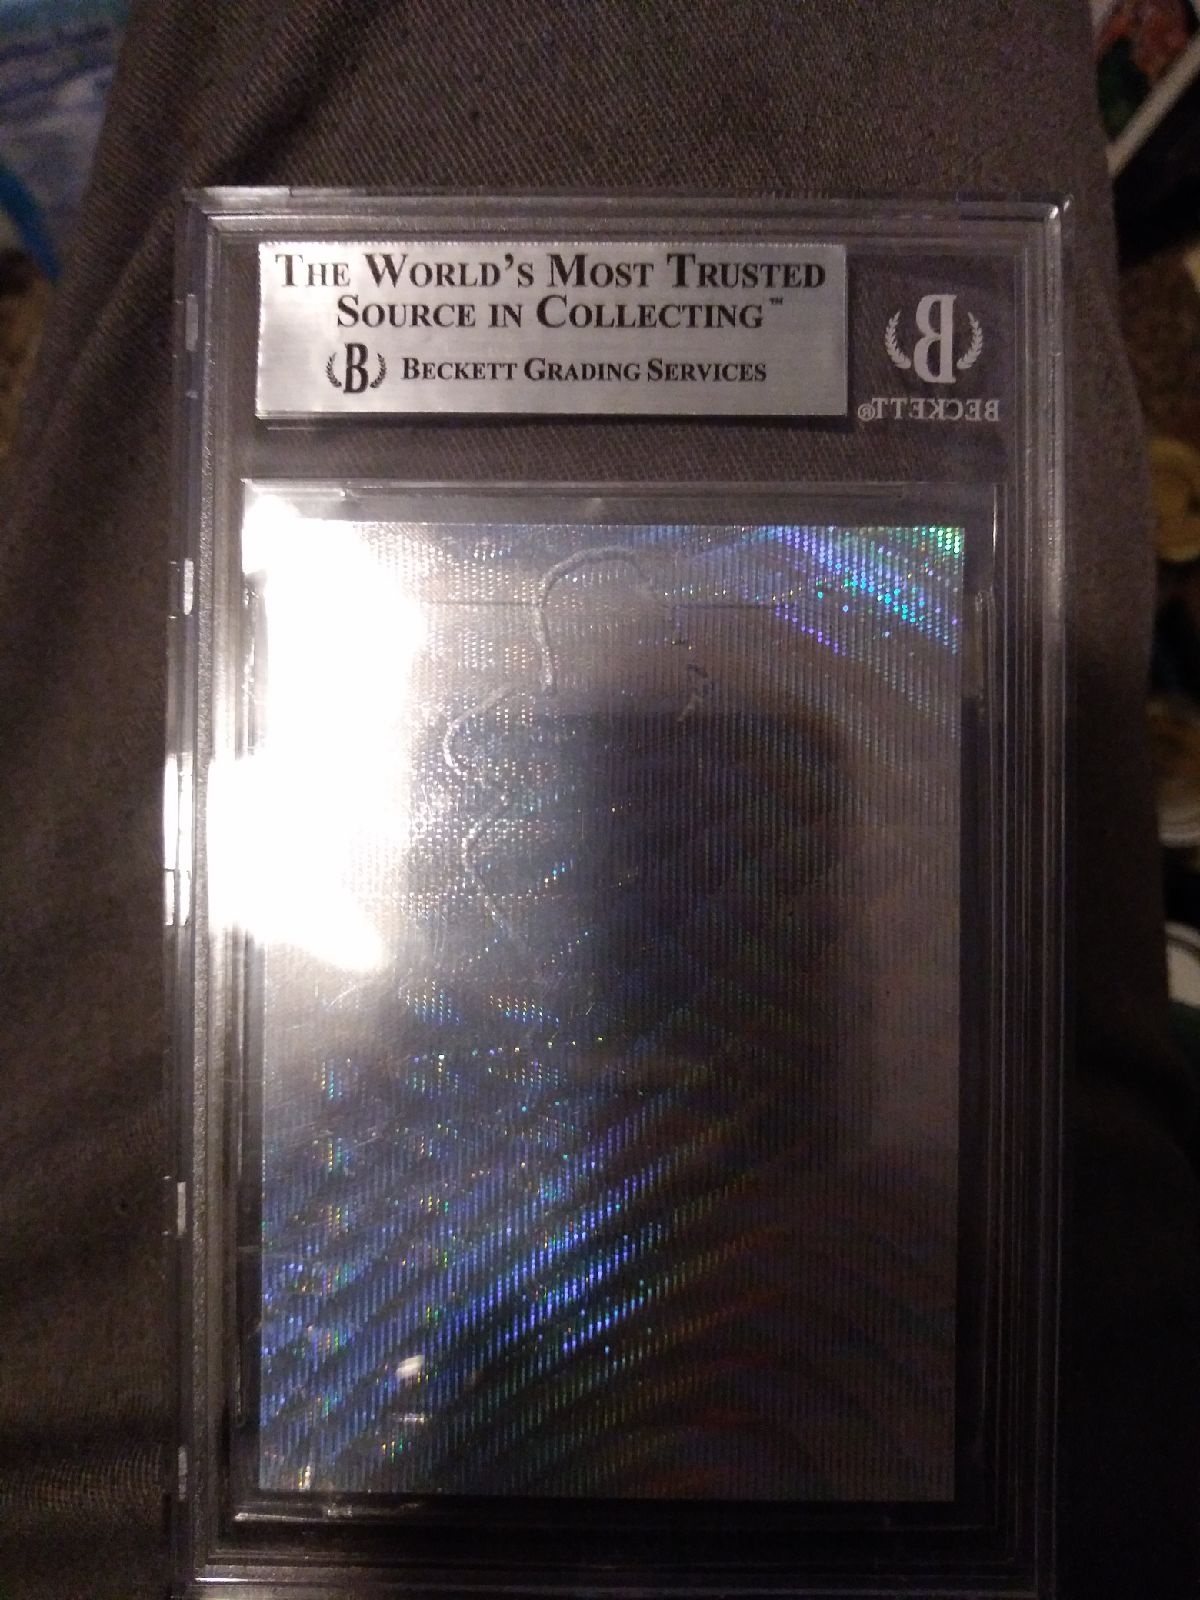 THE WORLD'S MOST TRUSTED
SOURCE IN COLLECTING™
B BECKETT GRADING SERVICES
B
BECKETT®